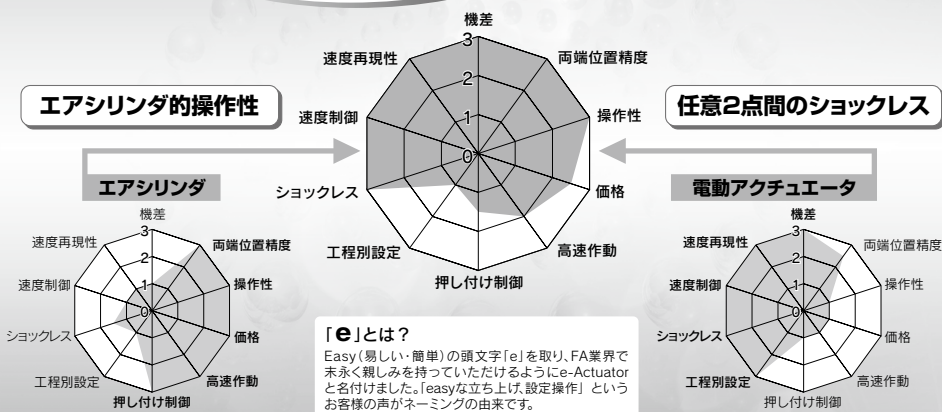 機差
3
速度再現性
両端位置精度
2
エアシリンダ的操作性
任意2点間のショックレス
速度制御
1
操作性
0
エアシリンダ
ショックレス
価格
電動アクチュエータ
工程別設定
高速作動
押し付け制御
機差
3
速度再現性
両端位置精度
2
速度制御
1
操作性
0
ショックレス
価格
工程別設定
高速作動
押し付け制御
機差
3
速度再現性
両端位置精度
2
速度制御
1
操作性
0
ショックレス
価格
工程別設定
高速作動
押し付け制御
「e」とは?
Easy(易しい・簡単)の頭文字「e」を取り、FA業界で
末永く親しみを持っていただけるようにe-Actuator
と名付けました。「easyな立ち上げ、設定操作」という
お客様の声がネーミングの由来です。